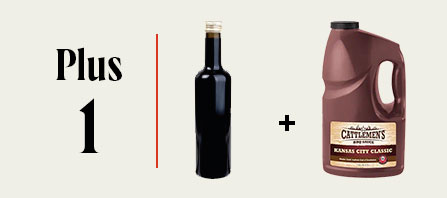 Plus
1
+
CATTLEMEN'S
BBQ SAUCE
KANSAS CITY CLASSIC